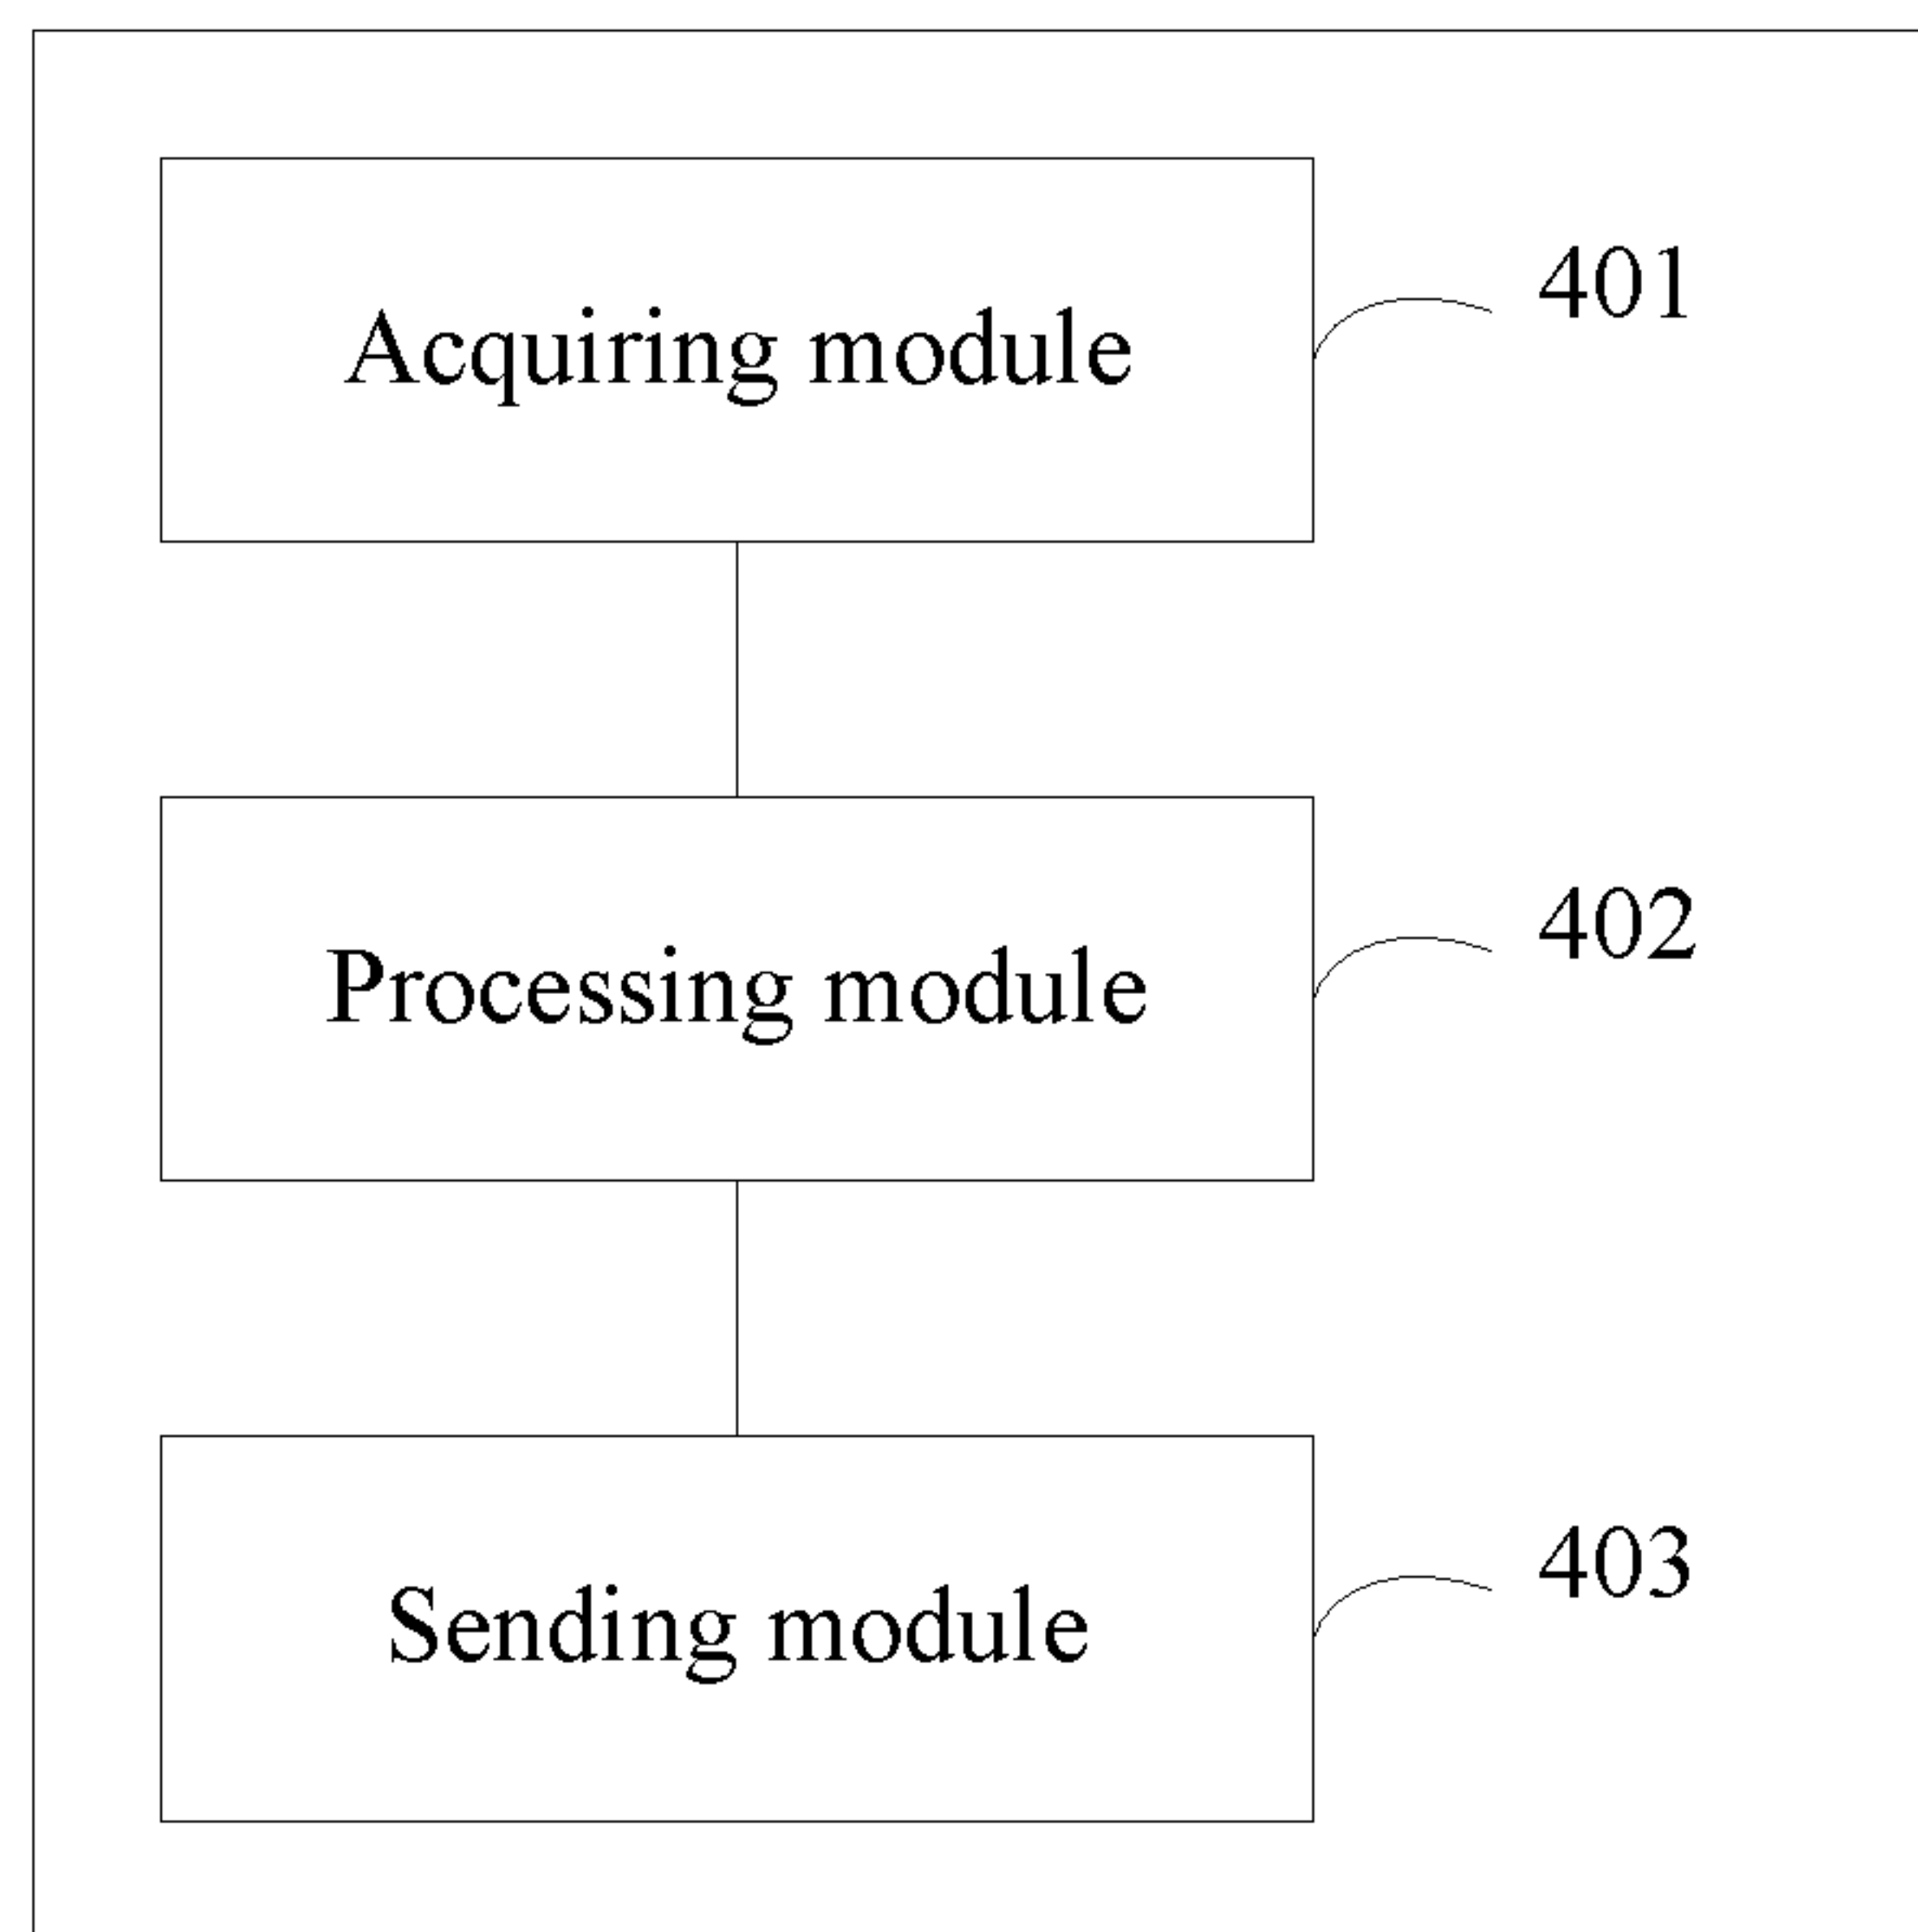 Acquiring module
401
Processing module
402
Sending module
403